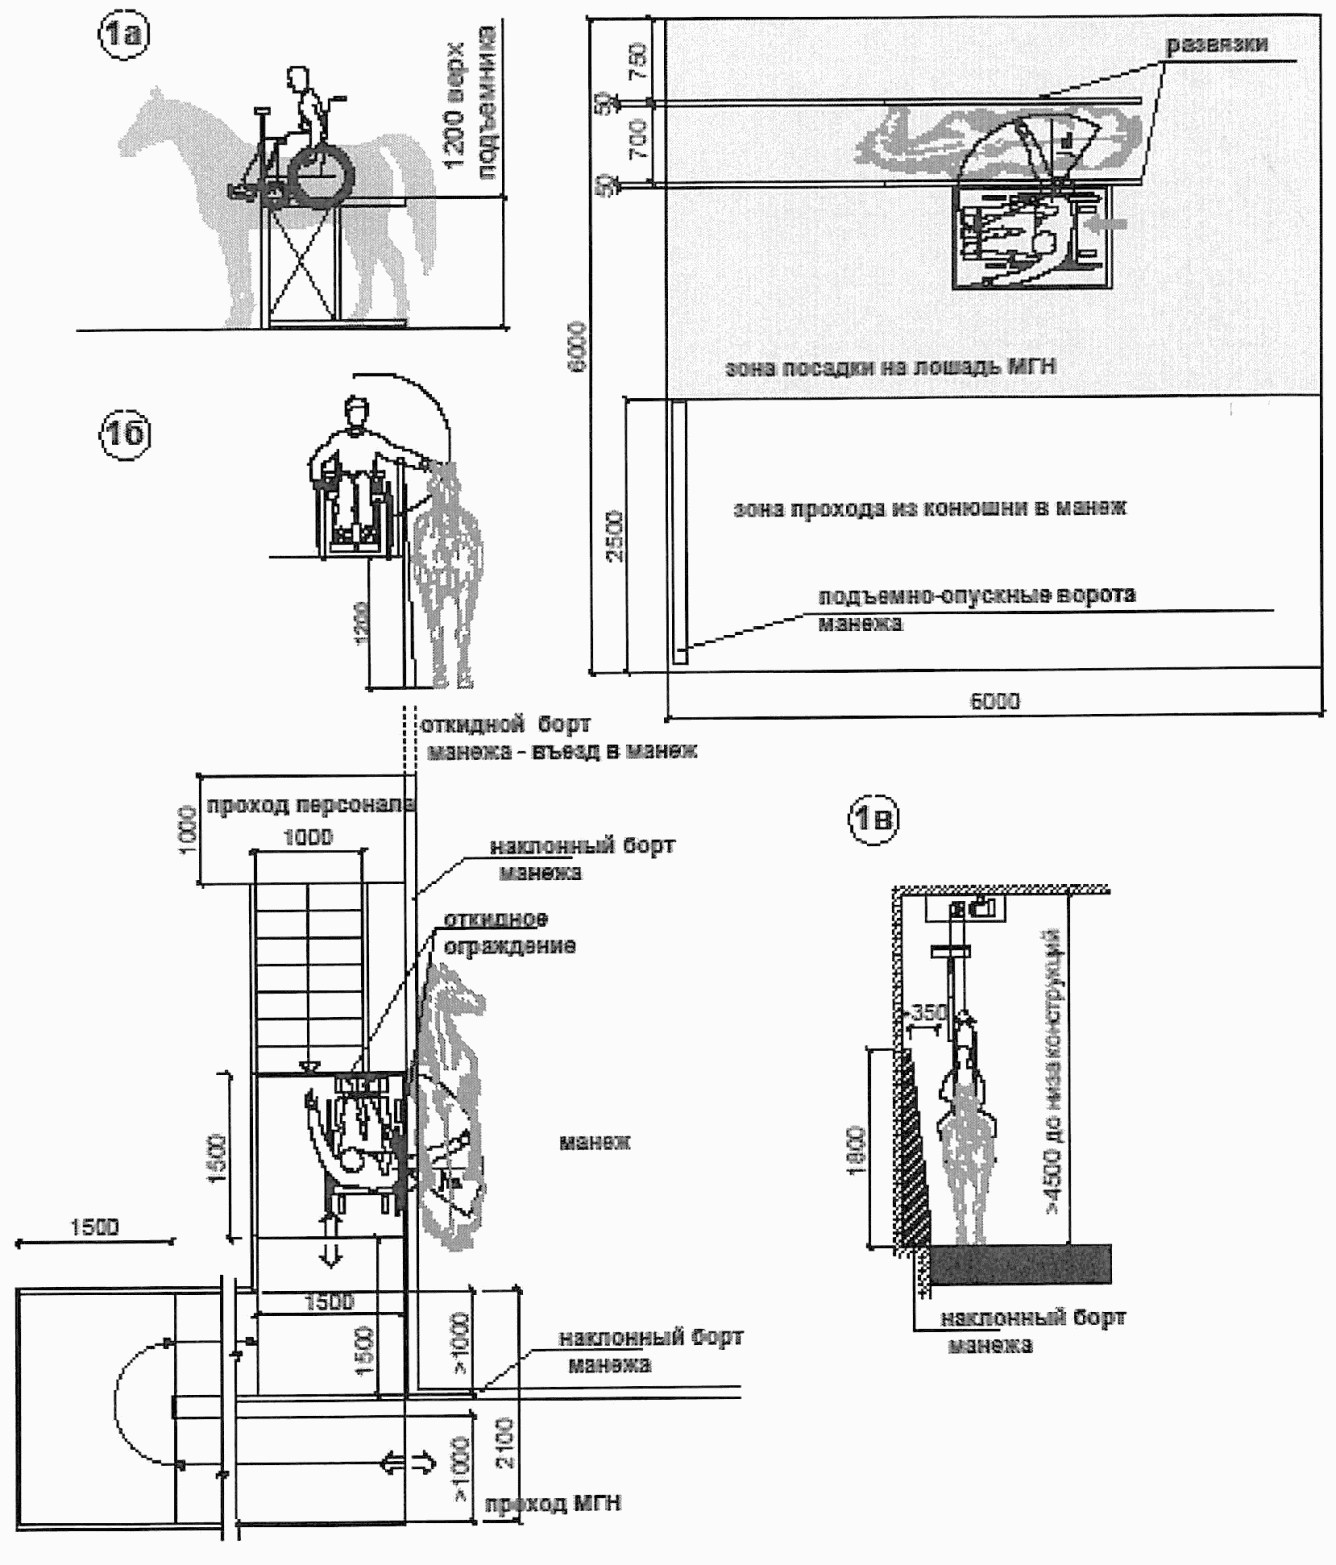 1а
1200 верх
подъемника
750
50
700
50
6000
развязки
зона посадки на лошадь МГН
2500
зона прохода из конюшни в манеж
подъемно-опускные ворота
манежа
6000
1б
1200
откидной борт
манежа - въезд в манеж
1000
проход персонала
1000
наклонный борт
манежа
откидное
ограждение
1500
манеж
1500
1500
1500
>1000
наклонный борт
манежа
>1000
2100
проход МГН
1в
350
1800
>4500 до низа конструкций
наклонный борт
манежа